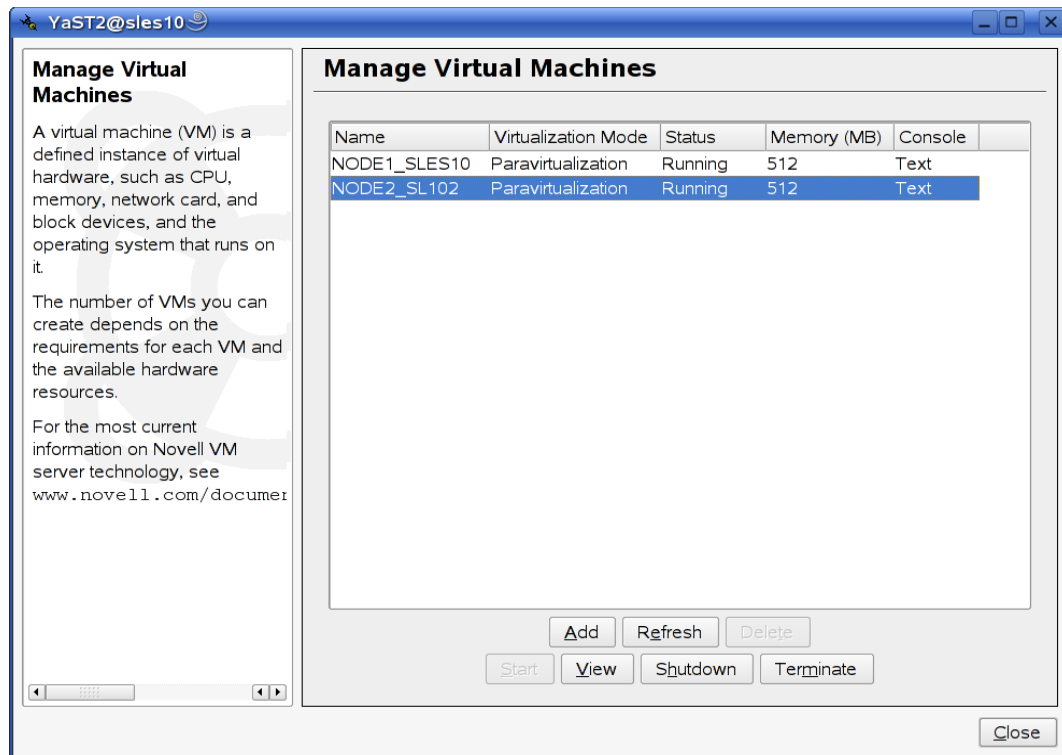 YaST2@sles10
Manage Virtual
Machines
A virtual machine (VM) is a
defined instance of virtual
hardware, such as CPU,
memory, network card, and
block devices, and the
operating system that runs on
it.
The number of VMs you can
create depends on the
requirements for each VM and
the available hardware
resources.
For the most current
information on Novell VM
server technology, see
www.novell.com/documer
Manage Virtual Machines
Name Virtualization Mode Status Memory (MB) Console
NODE1_SLES10 Paravirtualization Running 512 Text
NODE2_SL102 Paravirtualization Running 512 Text
Add Refresh Delete
Start View Shutdown Terminate
Close